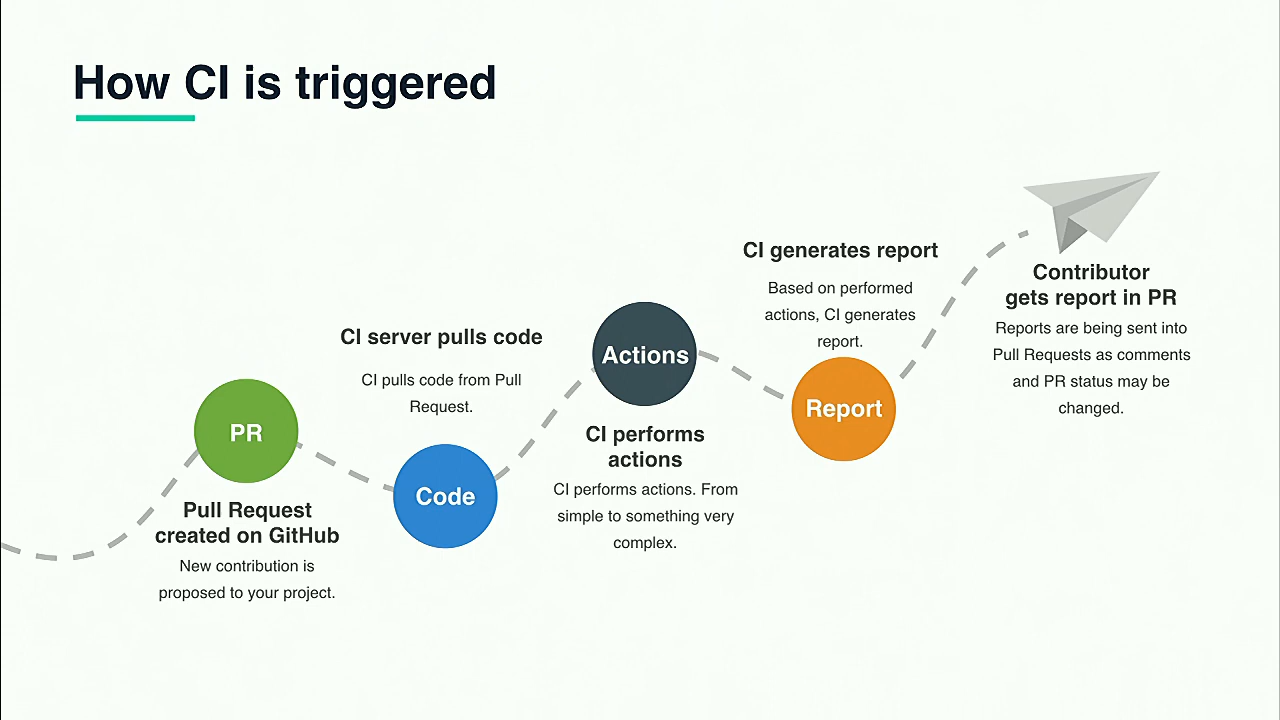 How CI is triggered
PR
Pull Request
created on GitHub
New contribution is
proposed to your project.
CI server pulls code
CI pulls code from Pull
Request.
Code
Actions
CI performs
actions
CI performs actions. From
simple to something very
complex.
CI generates report
Based on performed
actions, CI generates
report.
Report
Contributor
gets report in PR
Reports are being sent into
Pull Requests as comments
and PR status may be
changed.